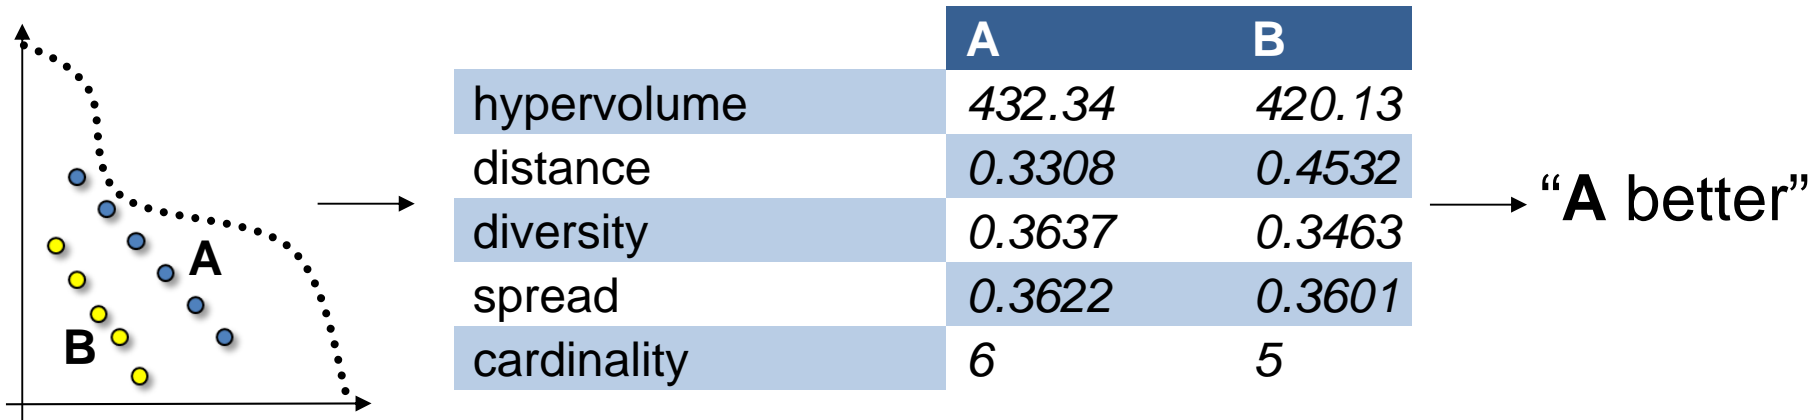 A B
hypervolume 432.34 420.13
distance 0.3308 0.4532
diversity 0.3637 0.3463
spread 0.3622 0.3601
cardinality 6 5
A
B
“A better”